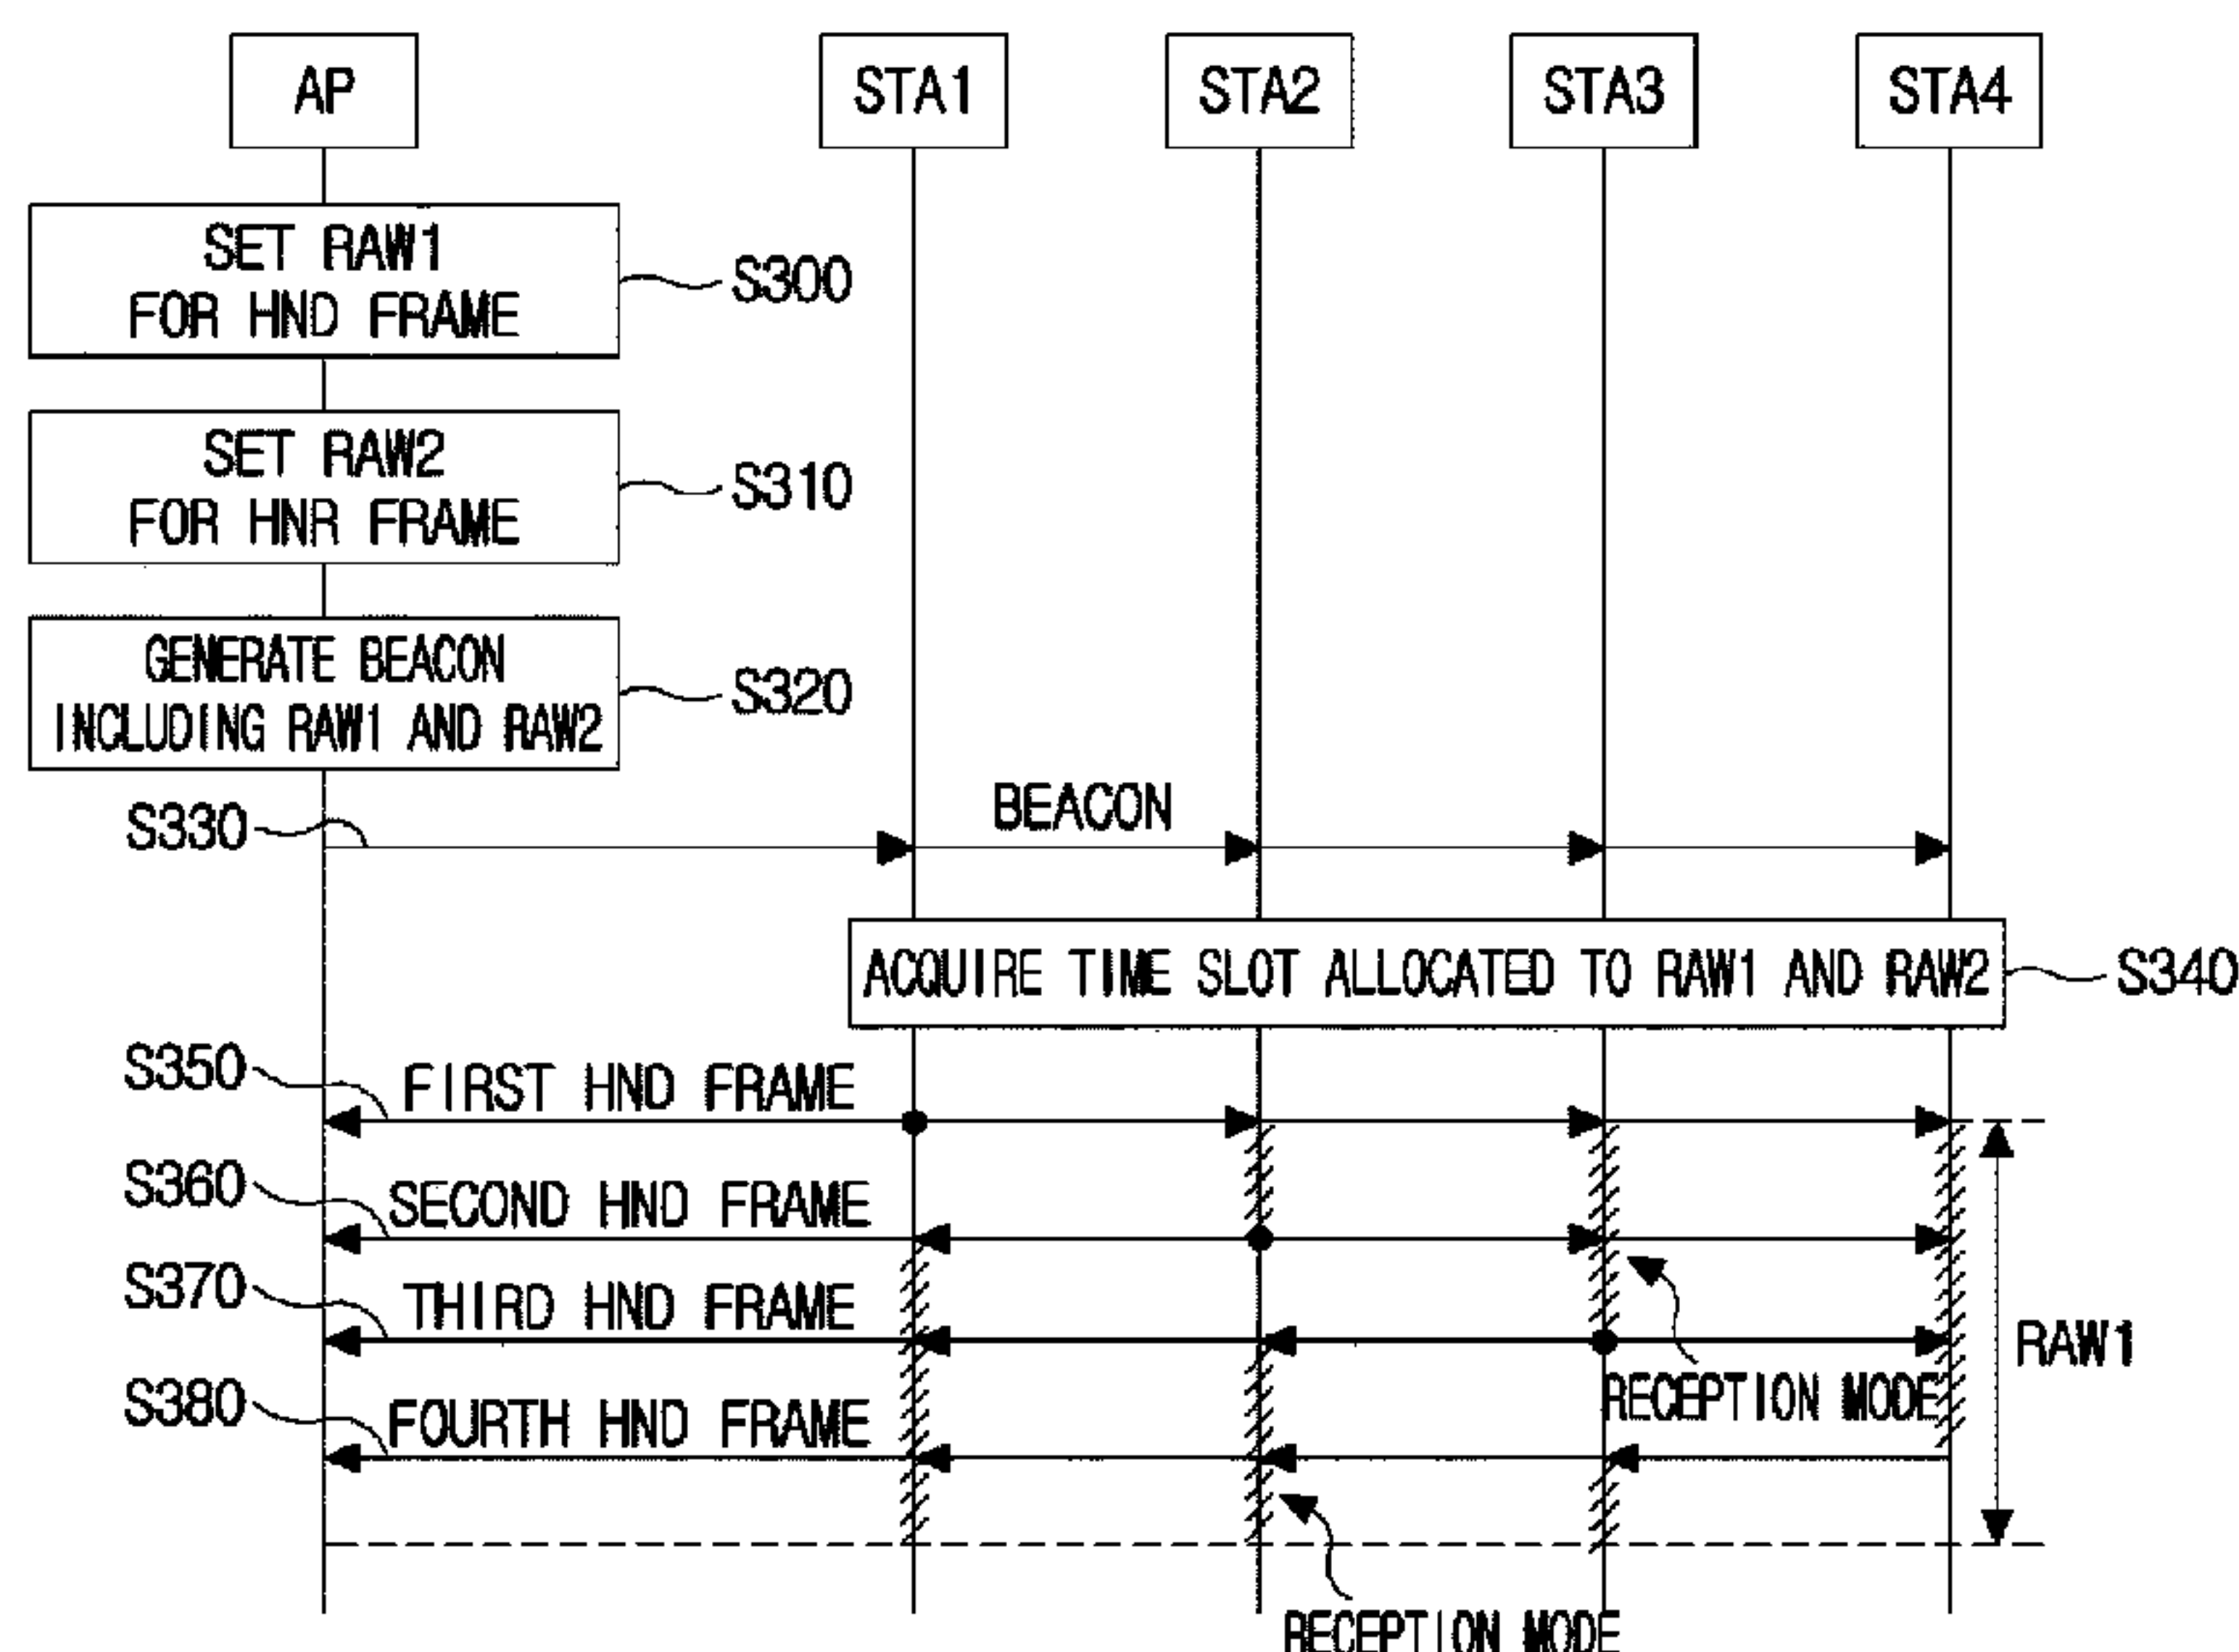 AP
STA1
STA2
STA3
STA4
SET RAW1
FOR HND FRAME
S300
SET RAW2
FOR HNR FRAME
S310
GENERATE BEACON
INCLUDING RAW1 AND RAW2
S320
S330
BEACON
ACQUIRE TIME SLOT ALLOCATED TO RAW1 AND RAW2
S340
S350
FIRST HND FRAME
S360
SECOND HND FRAME
S370
THIRD HND FRAME
RAW1
RECEPTION MODE
S380
FOURTH HND FRAME
RECEPTION MODE